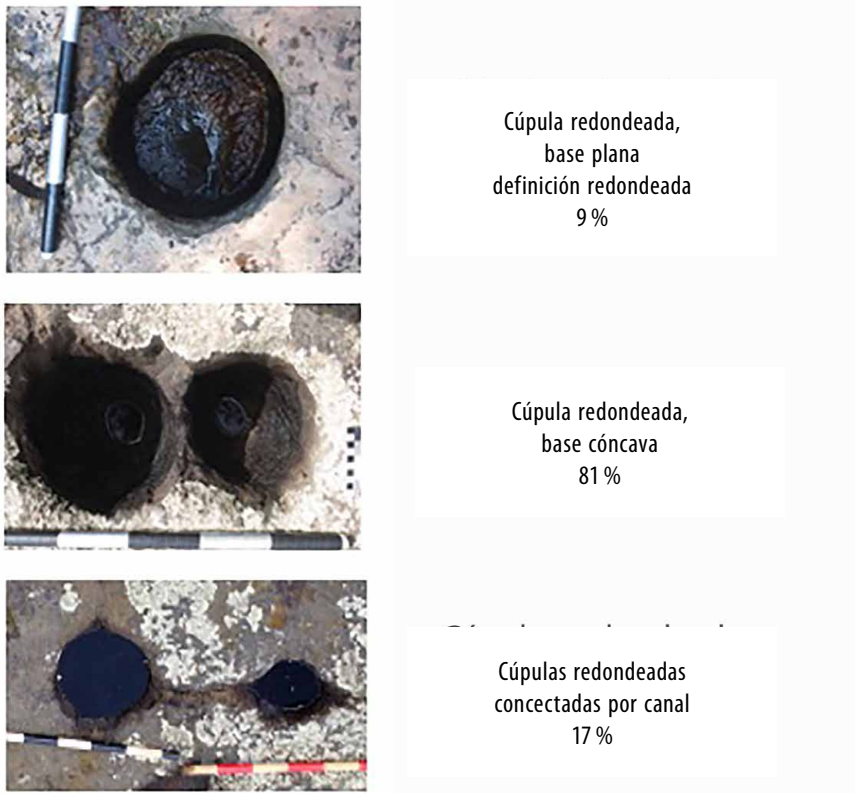 Cúpula redondeada,
base plana
definición redondeada
9 %
Cúpula redondeada,
base cóncava
81 %
Cúpulas redondeadas
concectadas por canal
17 %